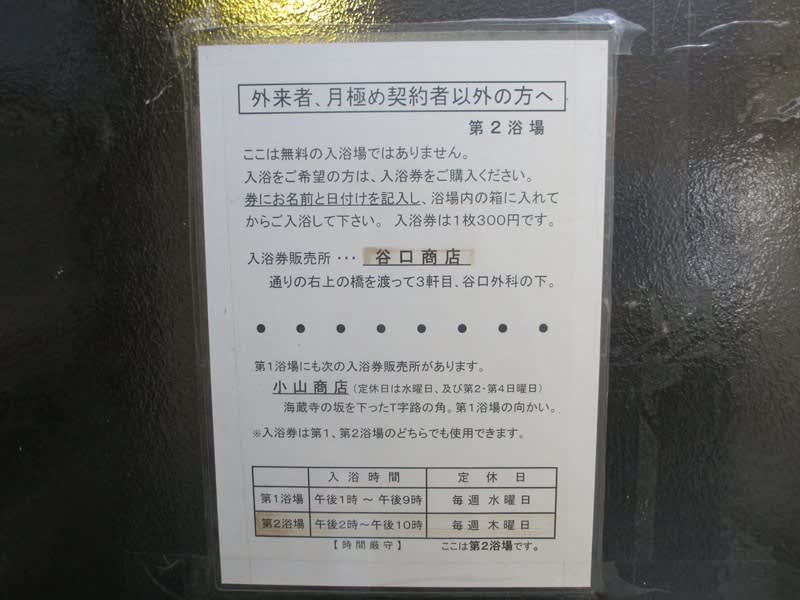 外来者、月極め契約者以外の方へ
第２浴場
ここは無料の入浴場ではありません。
入浴をご希望の方は、入浴券をご購入ください。
券にお名前と日付けを記入し、浴場内の箱に入れて
からご入浴して下さい。 入浴券は１枚３００円です。
入浴券販売所 ･･･ 谷口商店
通りの右上の橋を渡って３軒目、谷口外科の下。
● ● ● ● ● ● ● ●
第１浴場にも次の入浴券販売所があります。
小山商店 （定休日は水曜日、及び第２・第４日曜日）
海蔵寺の坂を下ったＴ字路の角。第１浴場の向かい。
※入浴券は第１、第２浴場のどちらでも使用できます。
入浴時間 定休日
第１浴場 午後１時 ～ 午後９時 毎週水曜日
第２浴場 午後２時～午後１０時 毎週木曜日
【時間厳守】 ここは第２浴場です。